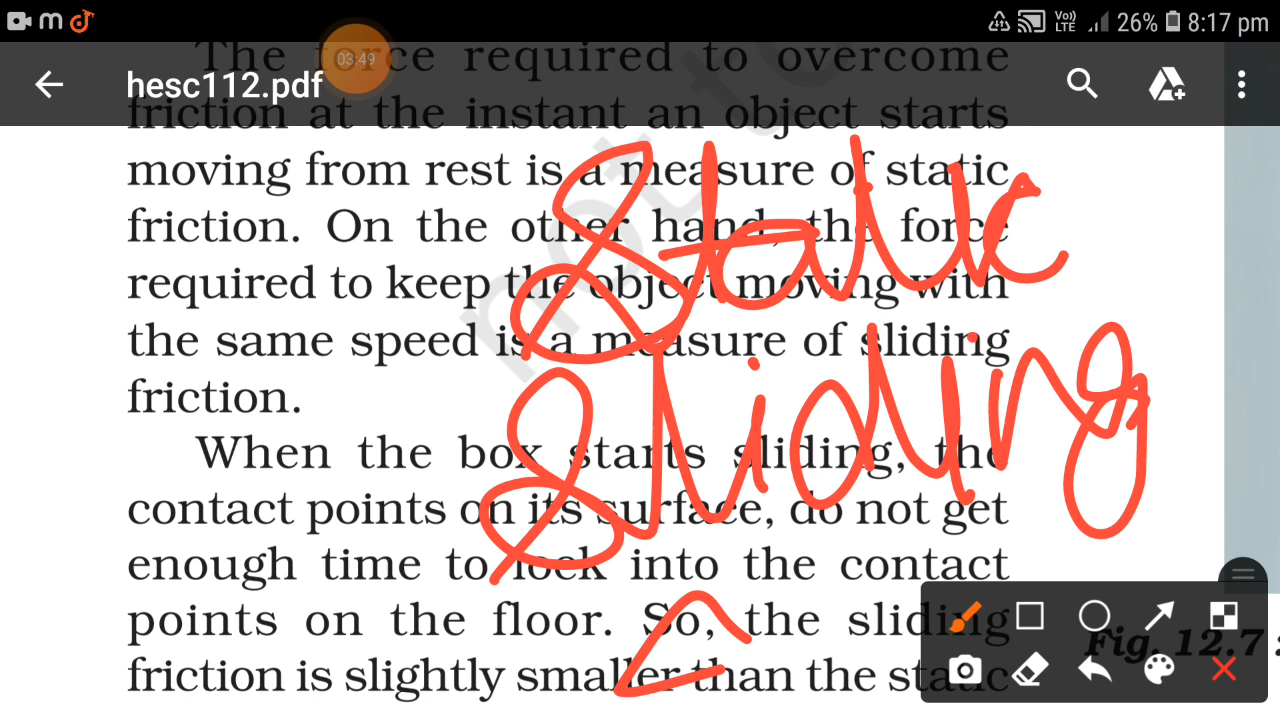 m
Vo))
LTE
26%
8:17 pm
The force required to overcome
03:49
hesc112.pdf
friction at the instant an object starts
moving from rest is a measure of static
friction. On the other hand, the force
required to keep the object moving with
the same speed is a measure of sliding
friction.
When the box starts sliding, the
contact points on its surface, do not get
enough time to lock into the contact
points on the floor. So, the sliding
friction is slightly smaller than the static
Static
Sliding
Fig. 12.7 :
not to